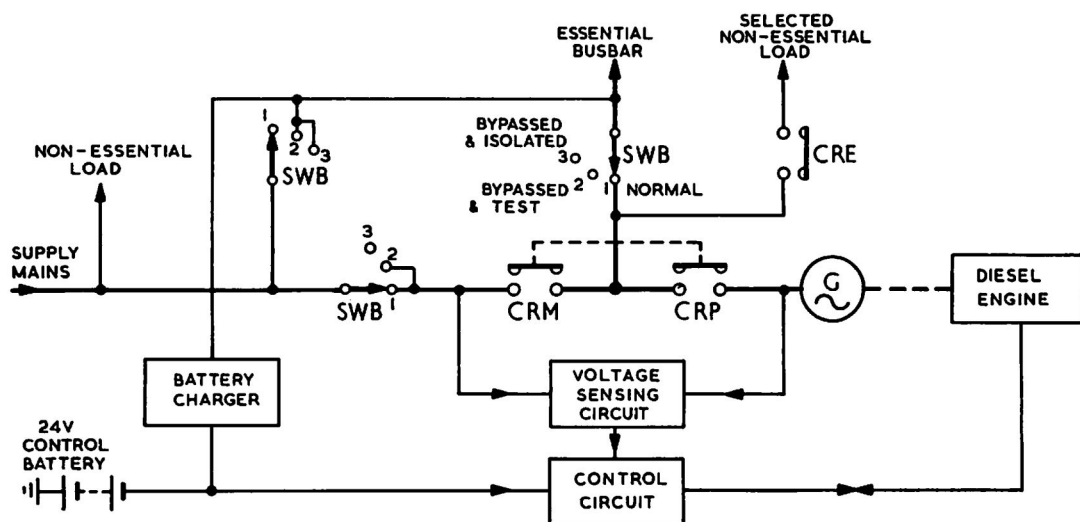 ESSENTIAL
BUSBAR
SELECTED
NON-ESSENTIAL
LOAD
NON-ESSENTIAL
LOAD
1
2
3
SWB
BYPASSED
& ISOLATED
3
2
1
SWB
NORMAL
BYPASSED
& TEST
CRE
SUPPLY
MAINS
3
2
1
SWB
CRM
CRP
G
DIESEL
ENGINE
BATTERY
CHARGER
VOLTAGE
SENSING
CIRCUIT
24V
CONTROL
BATTERY
CONTROL
CIRCUIT